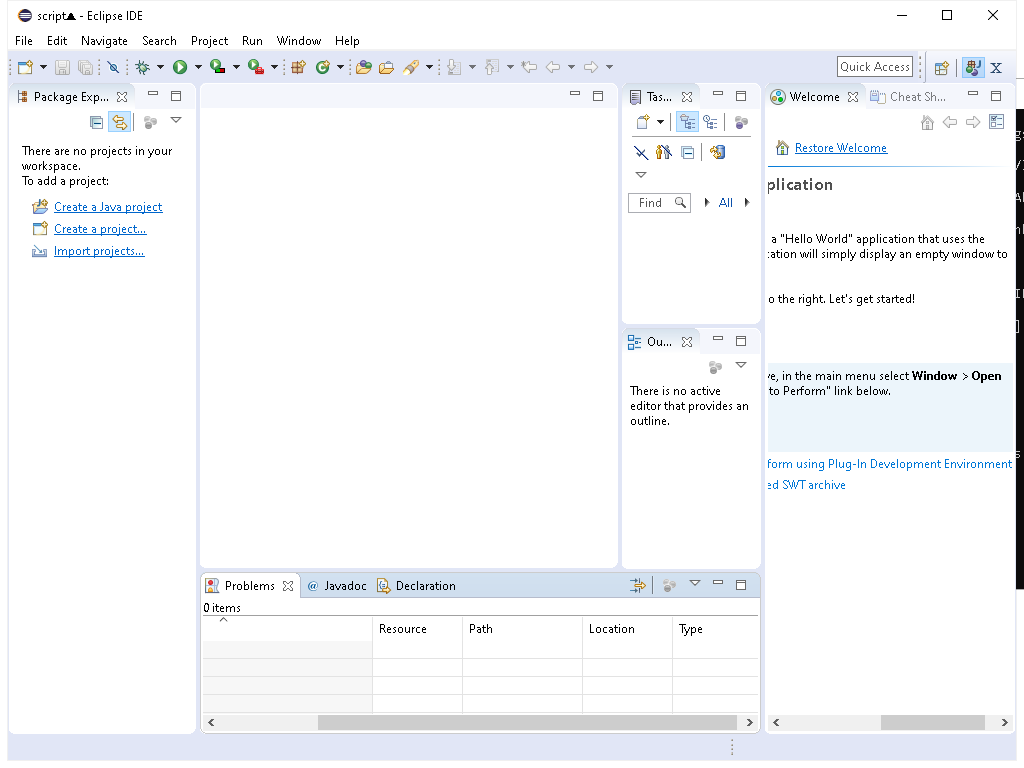 script▲ - Eclipse IDE
File Edit Navigate Search Project Run Window Help
Quick Access
Package Exp...
There are no projects in your
workspace.
To add a project:
Create a Java project
Create a project...
Import projects...
Tas...
Find
All
Ou...
There is no active
editor that provides an
outline.
Welcome
Cheat Sh...
Restore Welcome
plication
a "Hello World" application that uses the
cation will simply display an empty window to
o the right. Let's get started!
ve, in the main menu select Window > Open
to Perform" link below.
form using Plug-In Development Environment
ed SWT archive
Problems
@ Javadoc
Declaration
0 items
Resource Path Location Type